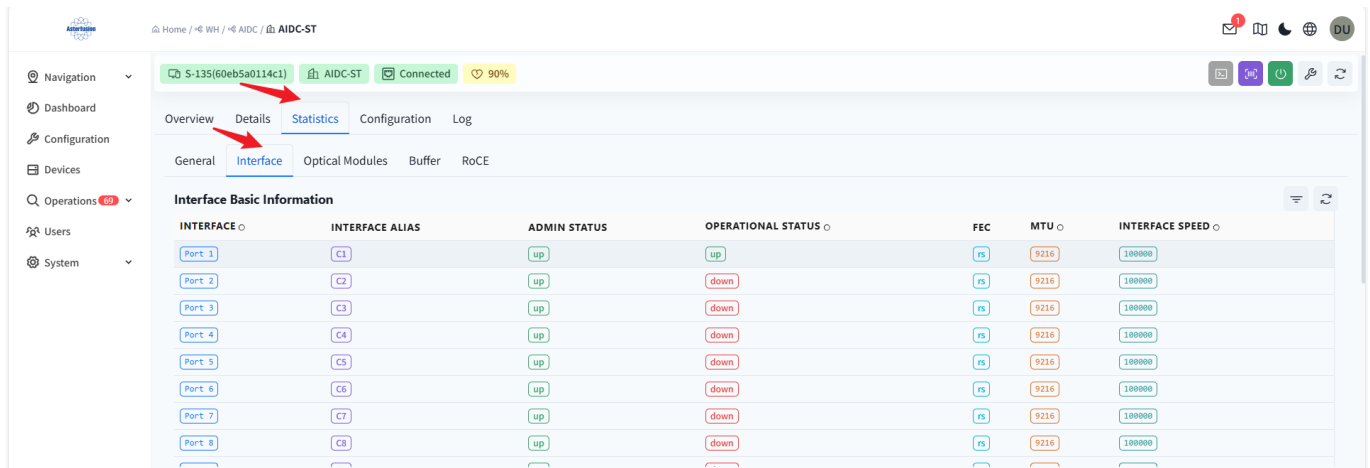 Asterfusion
Home / WH / AIDC / AIDC-ST
1
DU
Navigation
Dashboard
Configuration
Devices
Operations 69
Users
System
S-135(60eb5a0114c1) AIDC-ST Connected 90%
Overview Details Statistics Configuration Log
General Interface Optical Modules Buffer RoCE
Interface Basic Information
INTERFACE INTERFACE ALIAS ADMIN STATUS OPERATIONAL STATUS FEC MTU INTERFACE SPEED
Port 1 C1 up up rs 9216 100000
Port 2 C2 up down rs 9216 100000
Port 3 C3 up down rs 9216 100000
Port 4 C4 up down rs 9216 100000
Port 5 C5 up down rs 9216 100000
Port 6 C6 up down rs 9216 100000
Port 7 C7 up down rs 9216 100000
Port 8 C8 up down rs 9216 100000